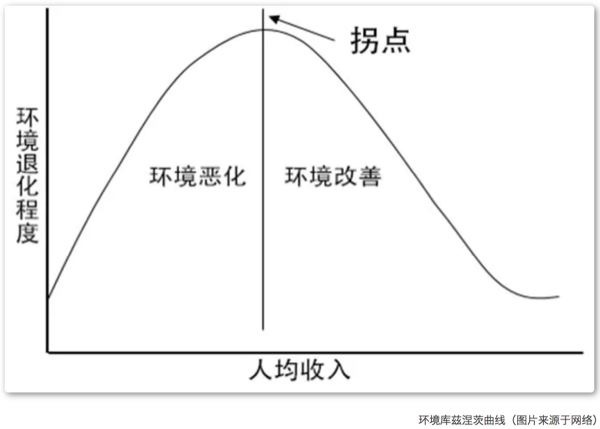 拐点
环境退化程度
环境恶化
环境改善
人均收入
环境库兹涅茨曲线（图片来源于网络）